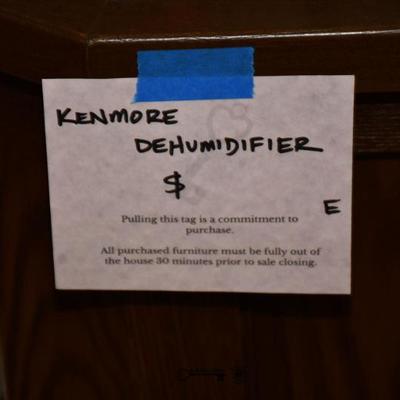 KENMORE
DEHUMIDIFIER
$
E
Pulling this tag is a commitment to
purchase.
All purchased furniture must be fully out of
the house 30 minutes prior to sale closing.